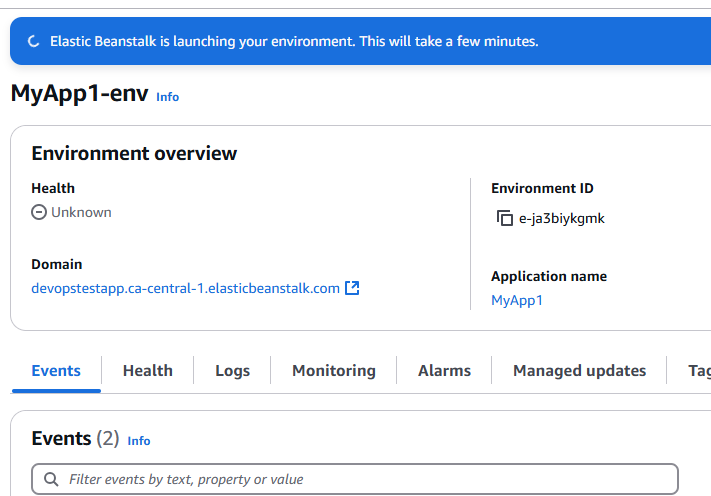 Elastic Beanstalk is launching your environment. This will take a few minutes.
MyApp1-env Info
Environment overview
Health
Unknown
Domain
devopstestapp.ca-central-1.elasticbeanstalk.com
Environment ID
e-ja3biykgmk
Application name
MyApp1
Events Health Logs Monitoring Alarms Managed updates Tag
Events (2) Info
Filter events by text, property or value